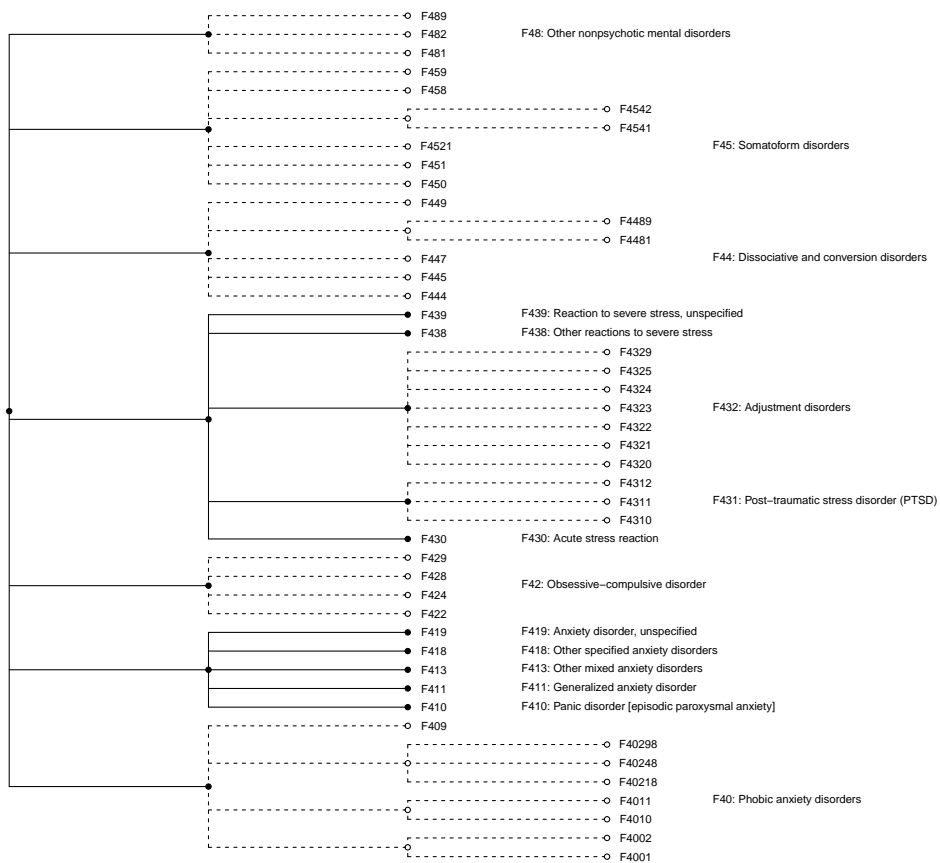 F489
F482 F48: Other nonpsychotic mental disorders
F481
F459
F458
F4542
F4541
F4521 F45: Somatoform disorders
F451
F450
F449
F4489
F4481
F447 F44: Dissociative and conversion disorders
F445
F444
F439 F439: Reaction to severe stress, unspecified
F438 F438: Other reactions to severe stress
F4329
F4325
F4324
F4323 F432: Adjustment disorders
F4322
F4321
F4320
F4312
F4311 F431: Post−traumatic stress disorder (PTSD)
F4310
F430 F430: Acute stress reaction
F429
F428
F42: Obsessive−compulsive disorder
F424
F422
F419 F419: Anxiety disorder, unspecified
F418 F418: Other specified anxiety disorders
F413 F413: Other mixed anxiety disorders
F411 F411: Generalized anxiety disorder
F410 F410: Panic disorder [episodic paroxysmal anxiety]
F409
F40298
F40248
F40218
F4011 F40: Phobic anxiety disorders
F4010
F4002
F4001